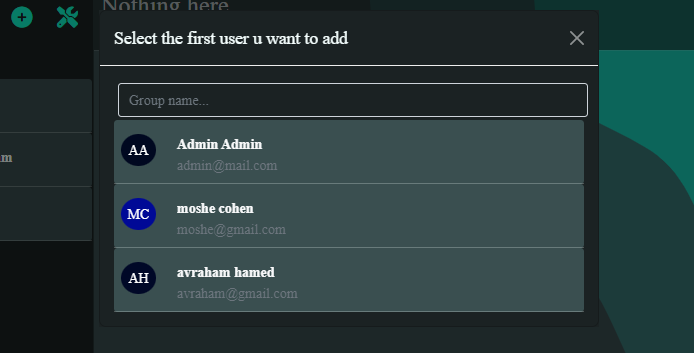 Nothing here
Select the first user u want to add
Group name...
AA
Admin Admin
admin@mail.com
MC
moshe cohen
moshe@gmail.com
AH
avraham hamed
avraham@gmail.com